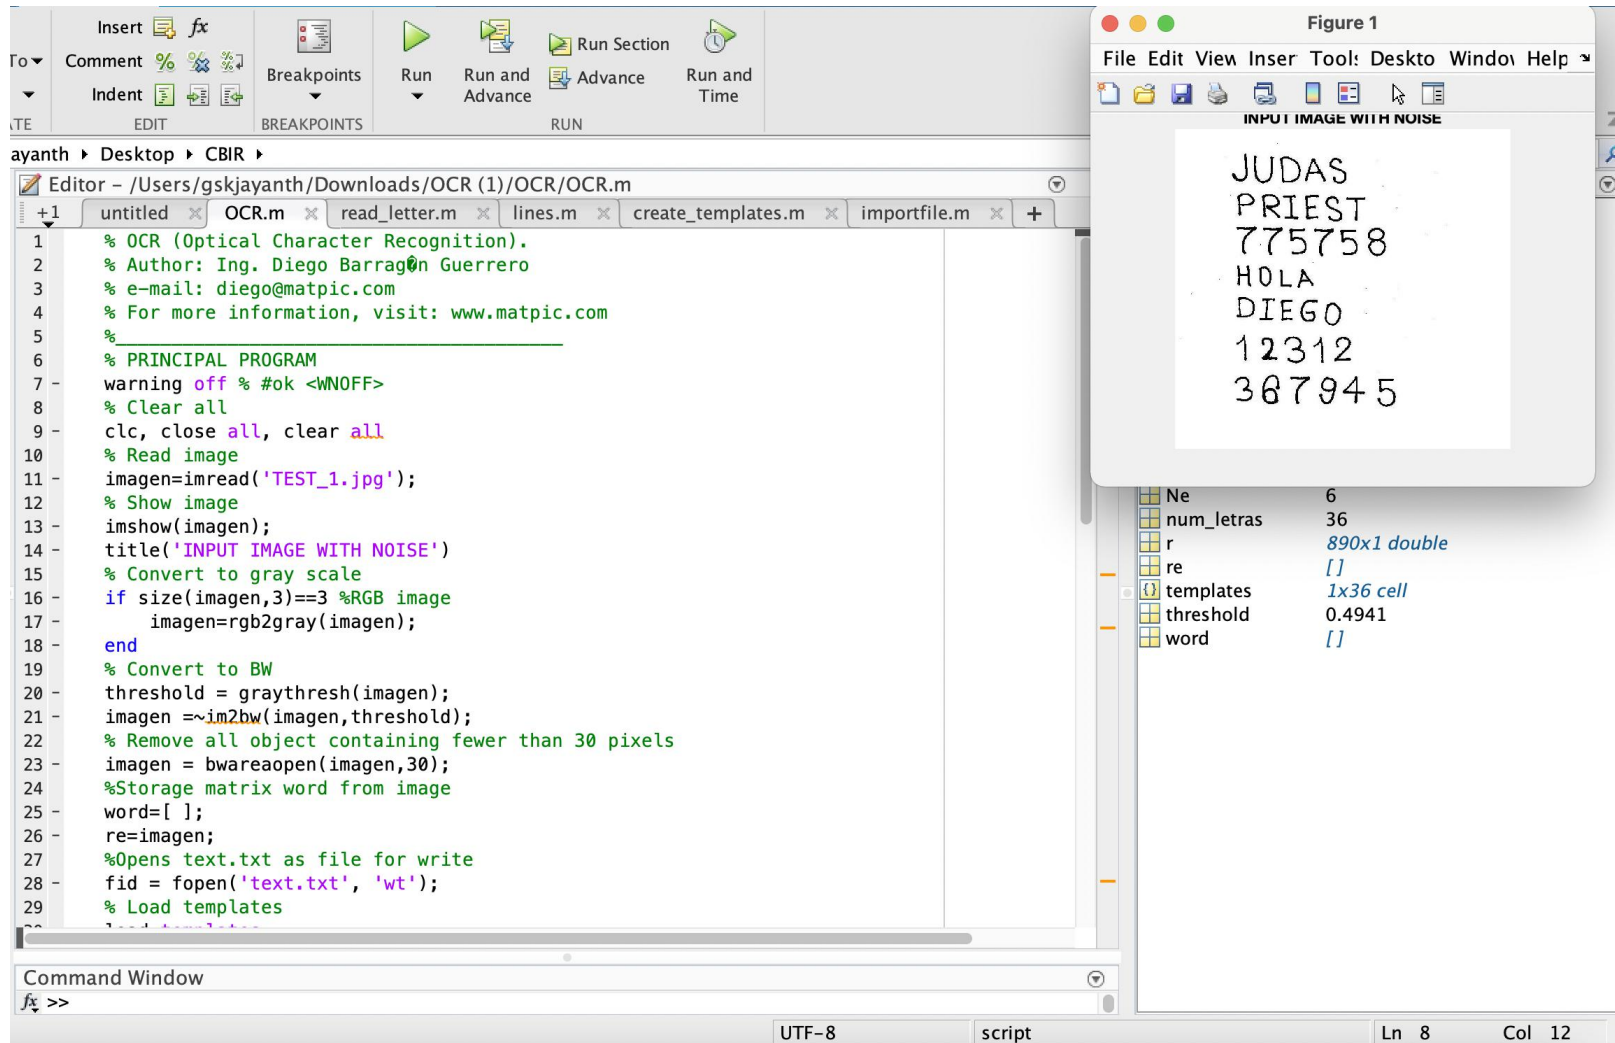 Insert fx
To Comment
Indent
Breakpoints
Run
Run and Advance
Run Section
Advance
Run and Time
EDIT
BREAKPOINTS
RUN
ayanth Desktop CBIR
Editor – /Users/gskjayanth/Downloads/OCR (1)/OCR/OCR.m
+1 untitled OCR.m read_letter.m lines.m create_templates.m importfile.m +
1 % OCR (Optical Character Recognition).
2 % Author: Ing. Diego Barrag�n Guerrero
3 % e-mail: diego@matpic.com
4 % For more information, visit: www.matpic.com
5 %________________________________________
6 % PRINCIPAL PROGRAM
7 – warning off % #ok <WNOFF>
8 % Clear all
9 – clc, close all, clear all
10 % Read image
11 – imagen=imread('TEST_1.jpg');
12 % Show image
13 – imshow(imagen);
14 – title('INPUT IMAGE WITH NOISE')
15 % Convert to gray scale
16 – if size(imagen,3)==3 %RGB image
17 – imagen=rgb2gray(imagen);
18 – end
19 % Convert to BW
20 – threshold = graythresh(imagen);
21 – imagen =~im2bw(imagen,threshold);
22 % Remove all object containing fewer than 30 pixels
23 – imagen = bwareaopen(imagen,30);
24 %Storage matrix word from image
25 – word=[ ];
26 – re=imagen;
27 %Opens text.txt as file for write
28 – fid = fopen('text.txt', 'wt');
29 % Load templates
Command Window
fx >>
UTF-8 script Ln 8 Col 12
Figure 1
File Edit View Inser Tools Deskto Window Help
INPUT IMAGE WITH NOISE
JUDAS
PRIEST
775758
HOLA
DIEGO
12312
367945
Ne 6
num_letras 36
r 890x1 double
re []
templates 1x36 cell
threshold 0.4941
word []